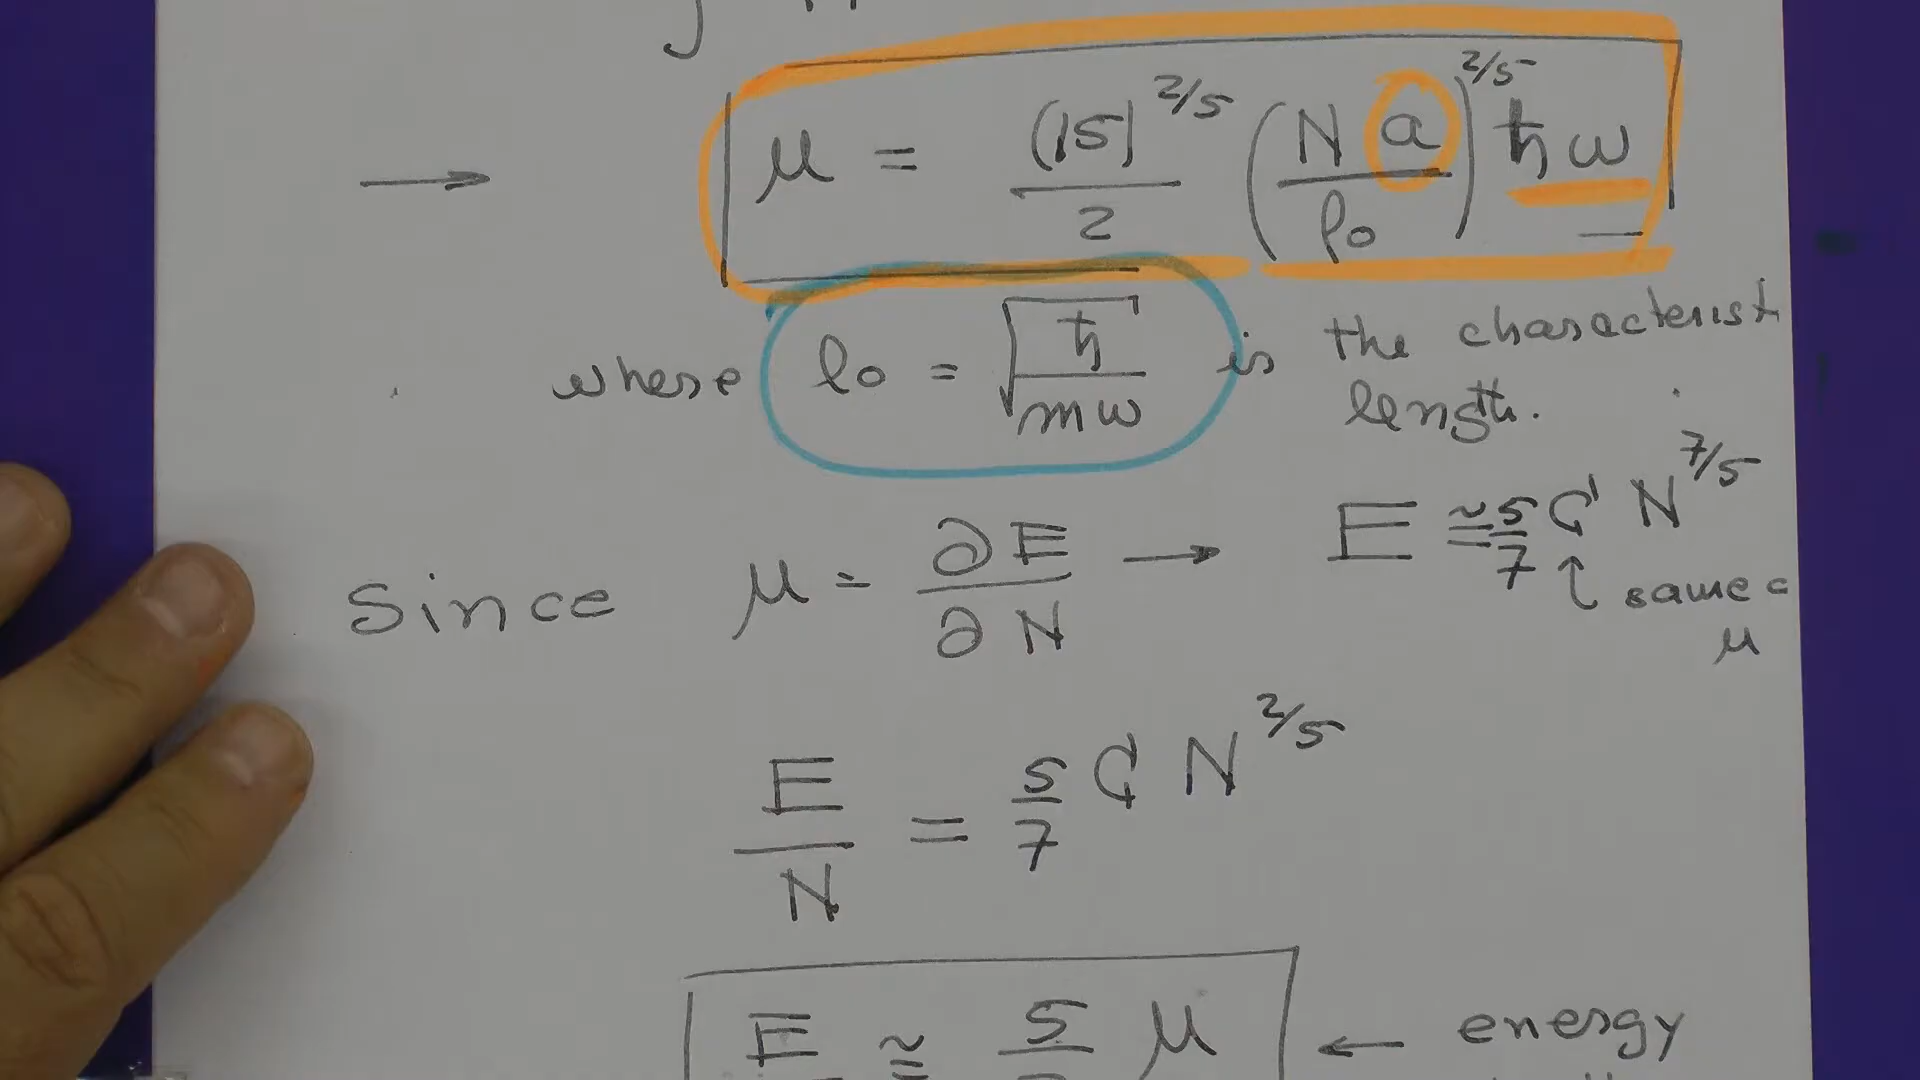 → μ = (15)^2/5 / 2 (N a / l₀)^2/5 ħ ω
where l₀ = √(ħ / mω) is the characterist
length.
Since μ = ∂E / ∂N → E ≅ 5/7 C N^7/5
↑ same
μ
E / N = 5/7 C N^2/5
E ≅ 5 μ ← energy